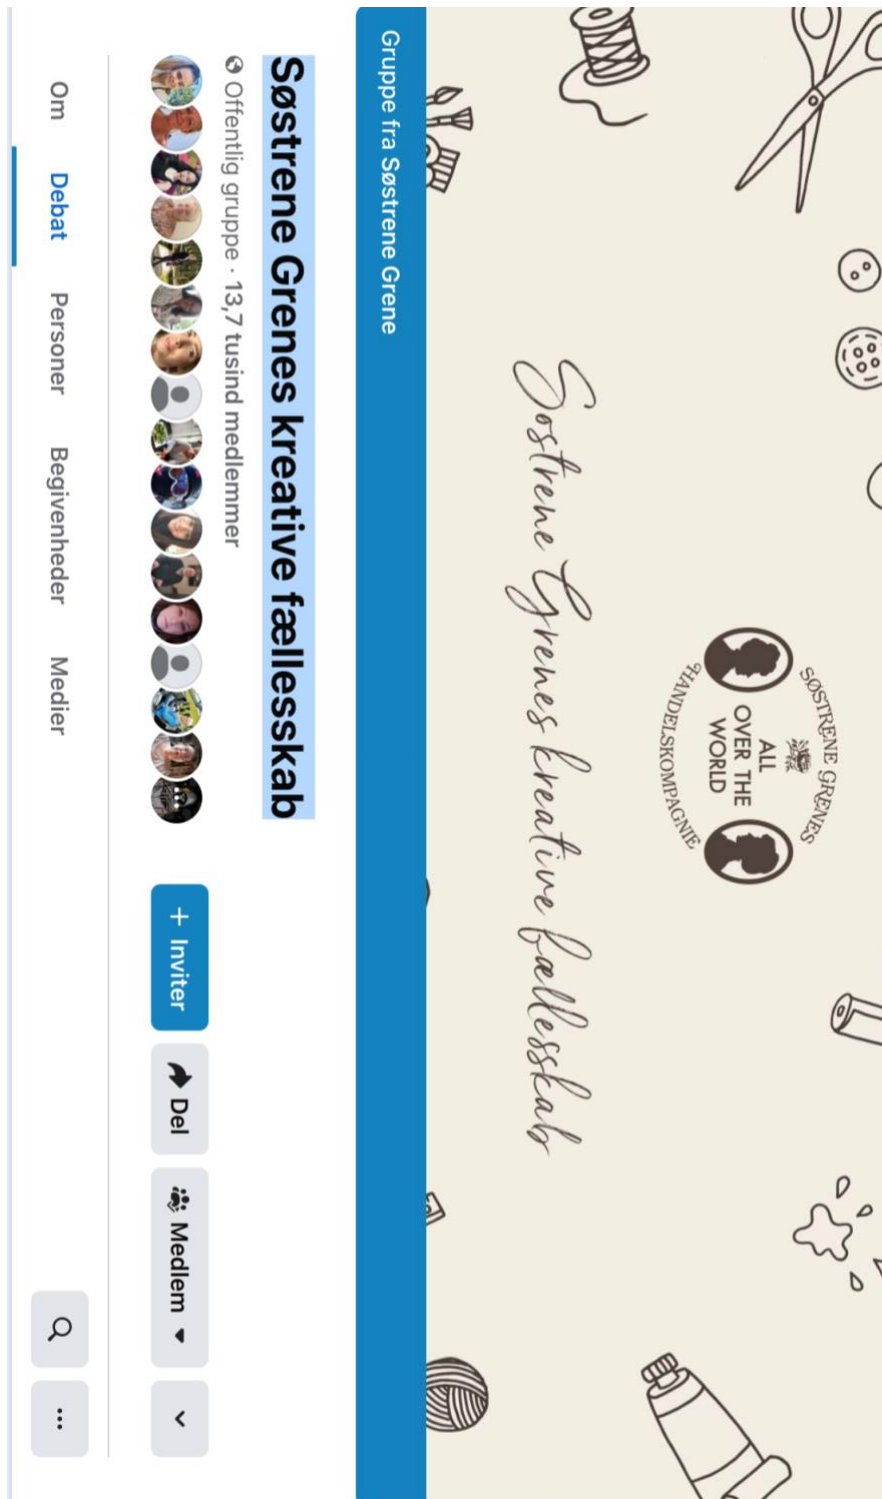 SØSTRENE GRENES
ALL
OVER THE
WORLD
HANDELSKOMPAGNIE
Søstrene Grenes kreative fællesskab
Gruppe fra Søstrene Grene
Søstrene Grenes kreative fællesskab
Offentlig gruppe · 13,7 tusind medlemmer
+ Inviter
Del
Medlem
Om
Debat
Personer
Begivenheder
Medier